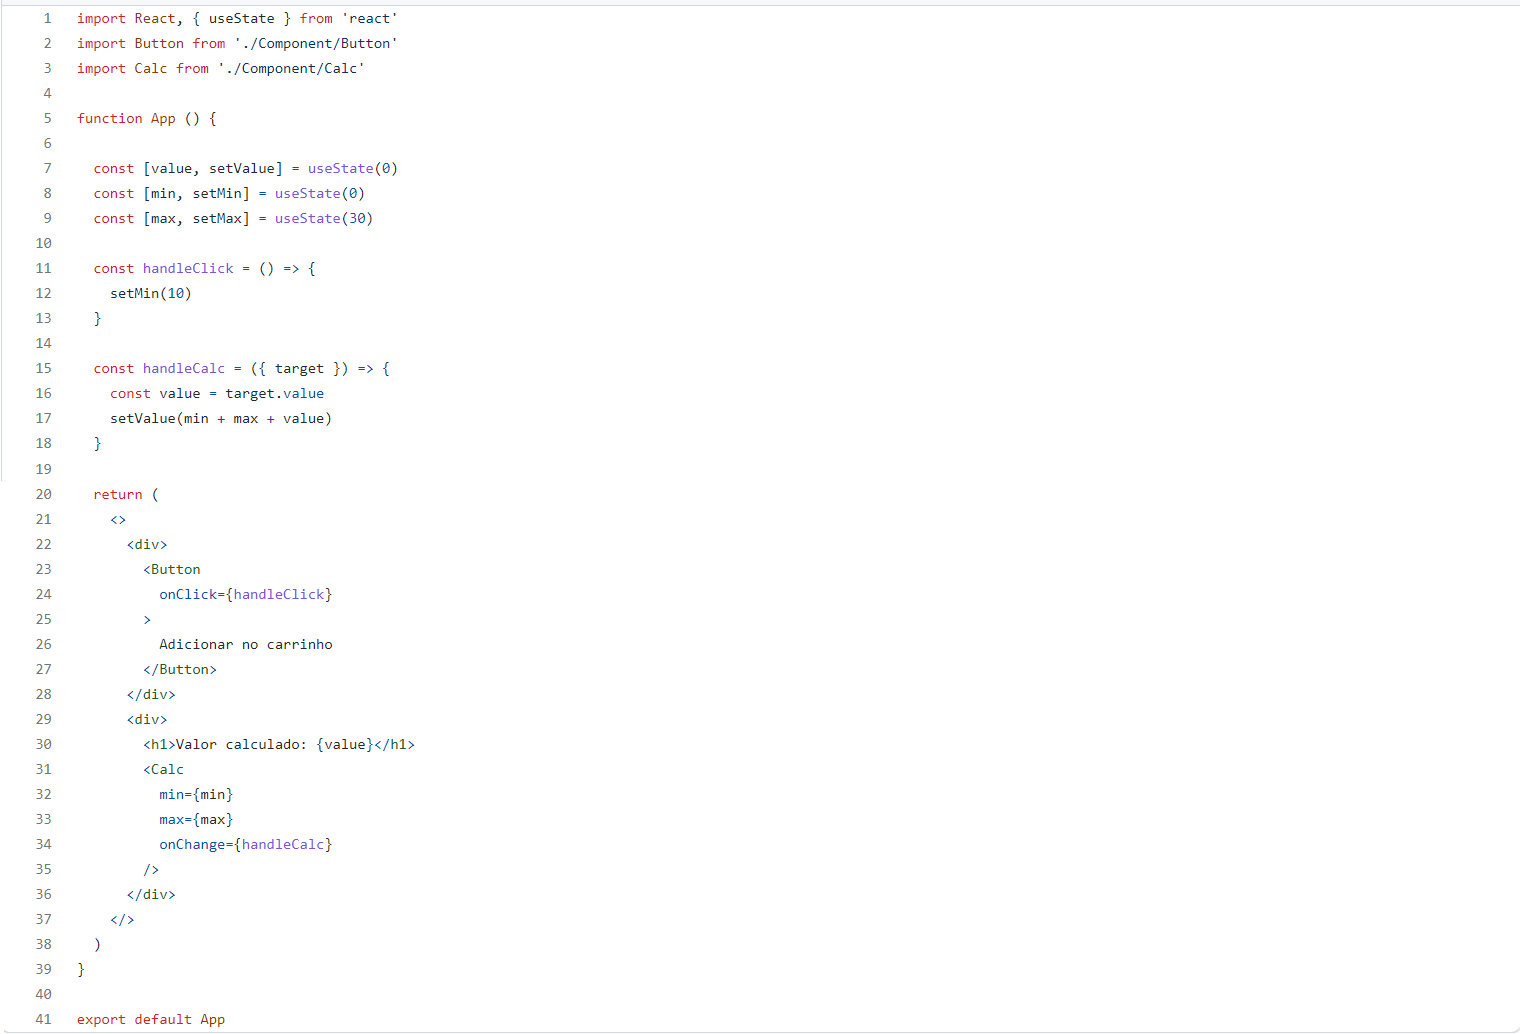 1 import React, { useState } from 'react'
2 import Button from './Component/Button'
3 import Calc from './Component/Calc'
4
5 function App () {
6
7   const [value, setValue] = useState(0)
8   const [min, setMin] = useState(0)
9   const [max, setMax] = useState(30)
10
11   const handleClick = () => {
12     setMin(10)
13   }
14
15   const handleCalc = ({ target }) => {
16     const value = target.value
17     setValue(min + max + value)
18   }
19
20   return (
21     <>
22       <div>
23         <Button
24           onClick={handleClick}
25         >
26           Adicionar no carrinho
27         </Button>
28       </div>
29       <div>
30         <h1>Valor calculado: {value}</h1>
31         <Calc
32           min={min}
33           max={max}
34           onChange={handleCalc}
35         />
36       </div>
37     </>
38   )
39 }
40
41 export default App